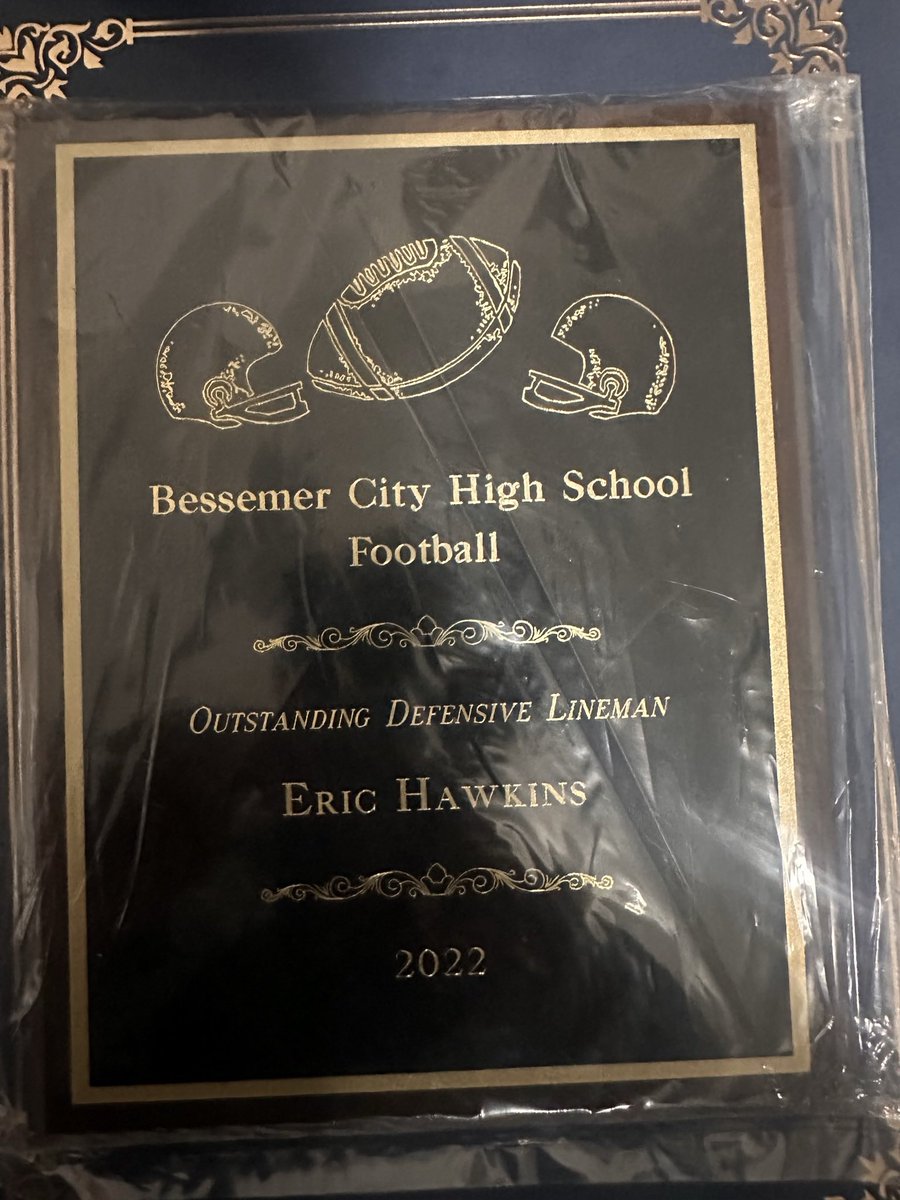 Bessemer City High School
Football
Outstanding Defensive Lineman
Eric Hawkins
2022